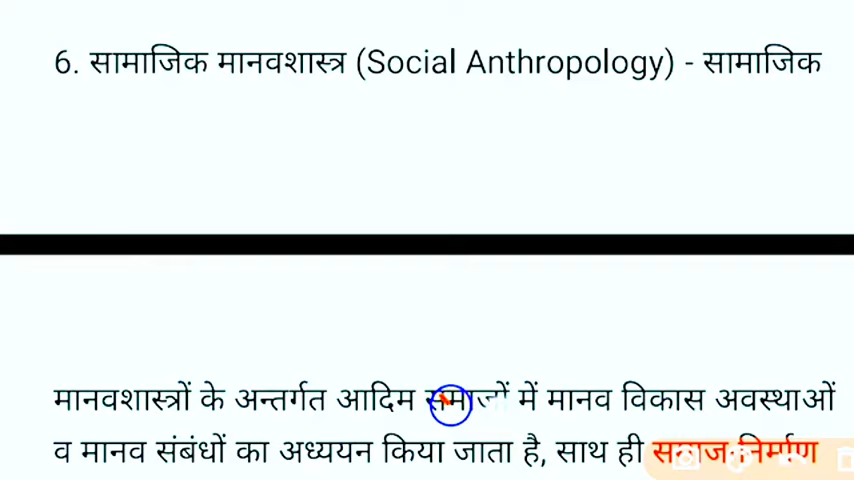 6. सामाजिक मानवशास्त्र (Social Anthropology) - सामाजिक
मानवशास्त्रों के अन्तर्गत आदिम समाजों में मानव विकास अवस्थाओं
व मानव संबंधों का अध्ययन किया जाता है, साथ ही समाज-निर्माण